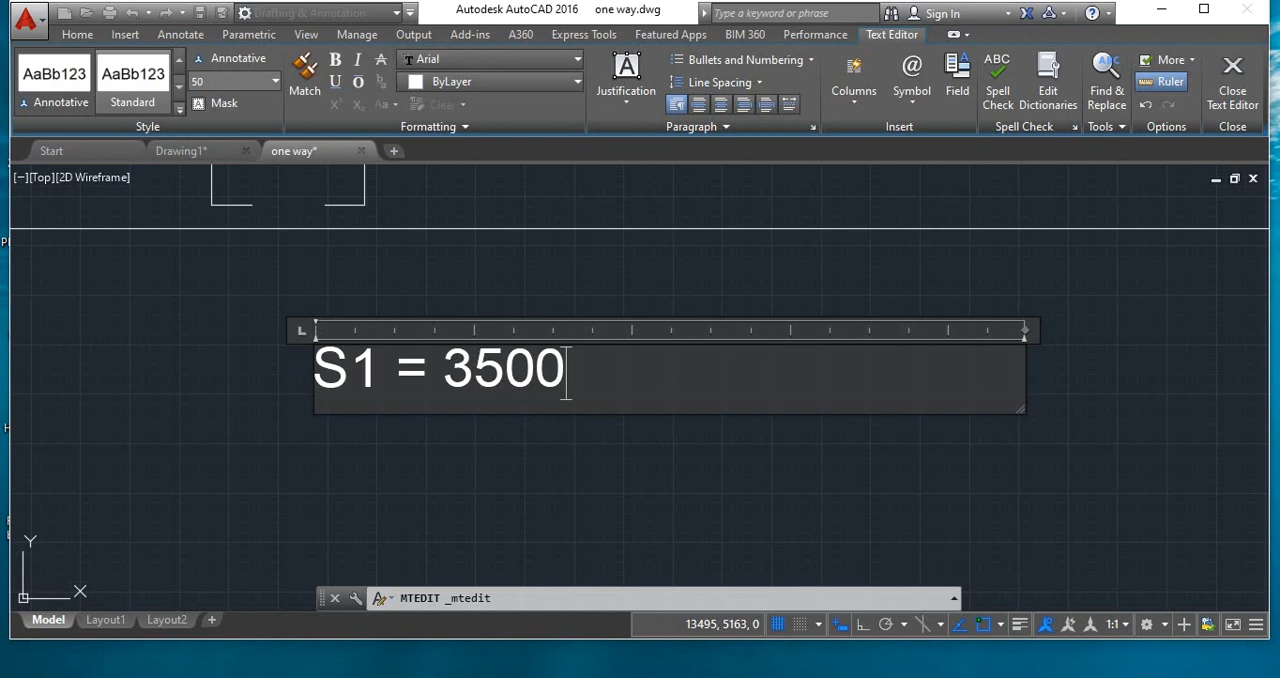 Drafting & Annotation
Autodesk AutoCAD 2016 one way.dwg
Type a keyword or phrase
Sign In
Home Insert Annotate Parametric View Manage Output Add-ins A360 Express Tools Featured Apps BIM 360 Performance Text Editor
AaBb123 AaBb123 Annotative
Annotative Standard
50
Mask
Style
Match
Arial
ByLayer
Clear
Formatting
Justification
Bullets and Numbering
Line Spacing
Paragraph
Columns Symbol Field
Insert
Spell Check
Edit Dictionaries
Spell Check
Find & Replace
Tools
More
Ruler
Options
Close Text Editor
Close
Start Drawing1* one way*
[−][Top][2D Wireframe]
S1 = 3500
Y
X
MTEDIT _mtedit
Model Layout1 Layout2
13495, 5163, 0
1:1